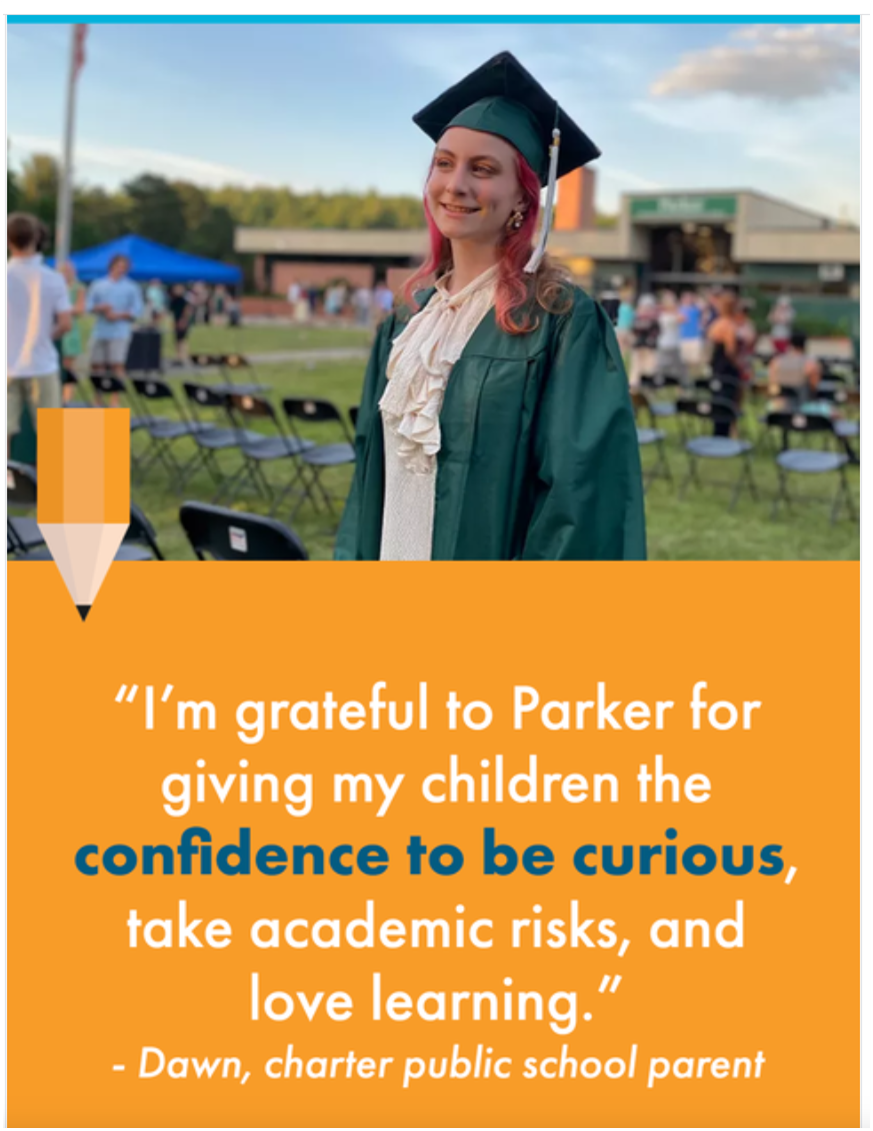 Parker
“I’m grateful to Parker for
giving my children the
confidence to be curious,
take academic risks, and
love learning.”
- Dawn, charter public school parent